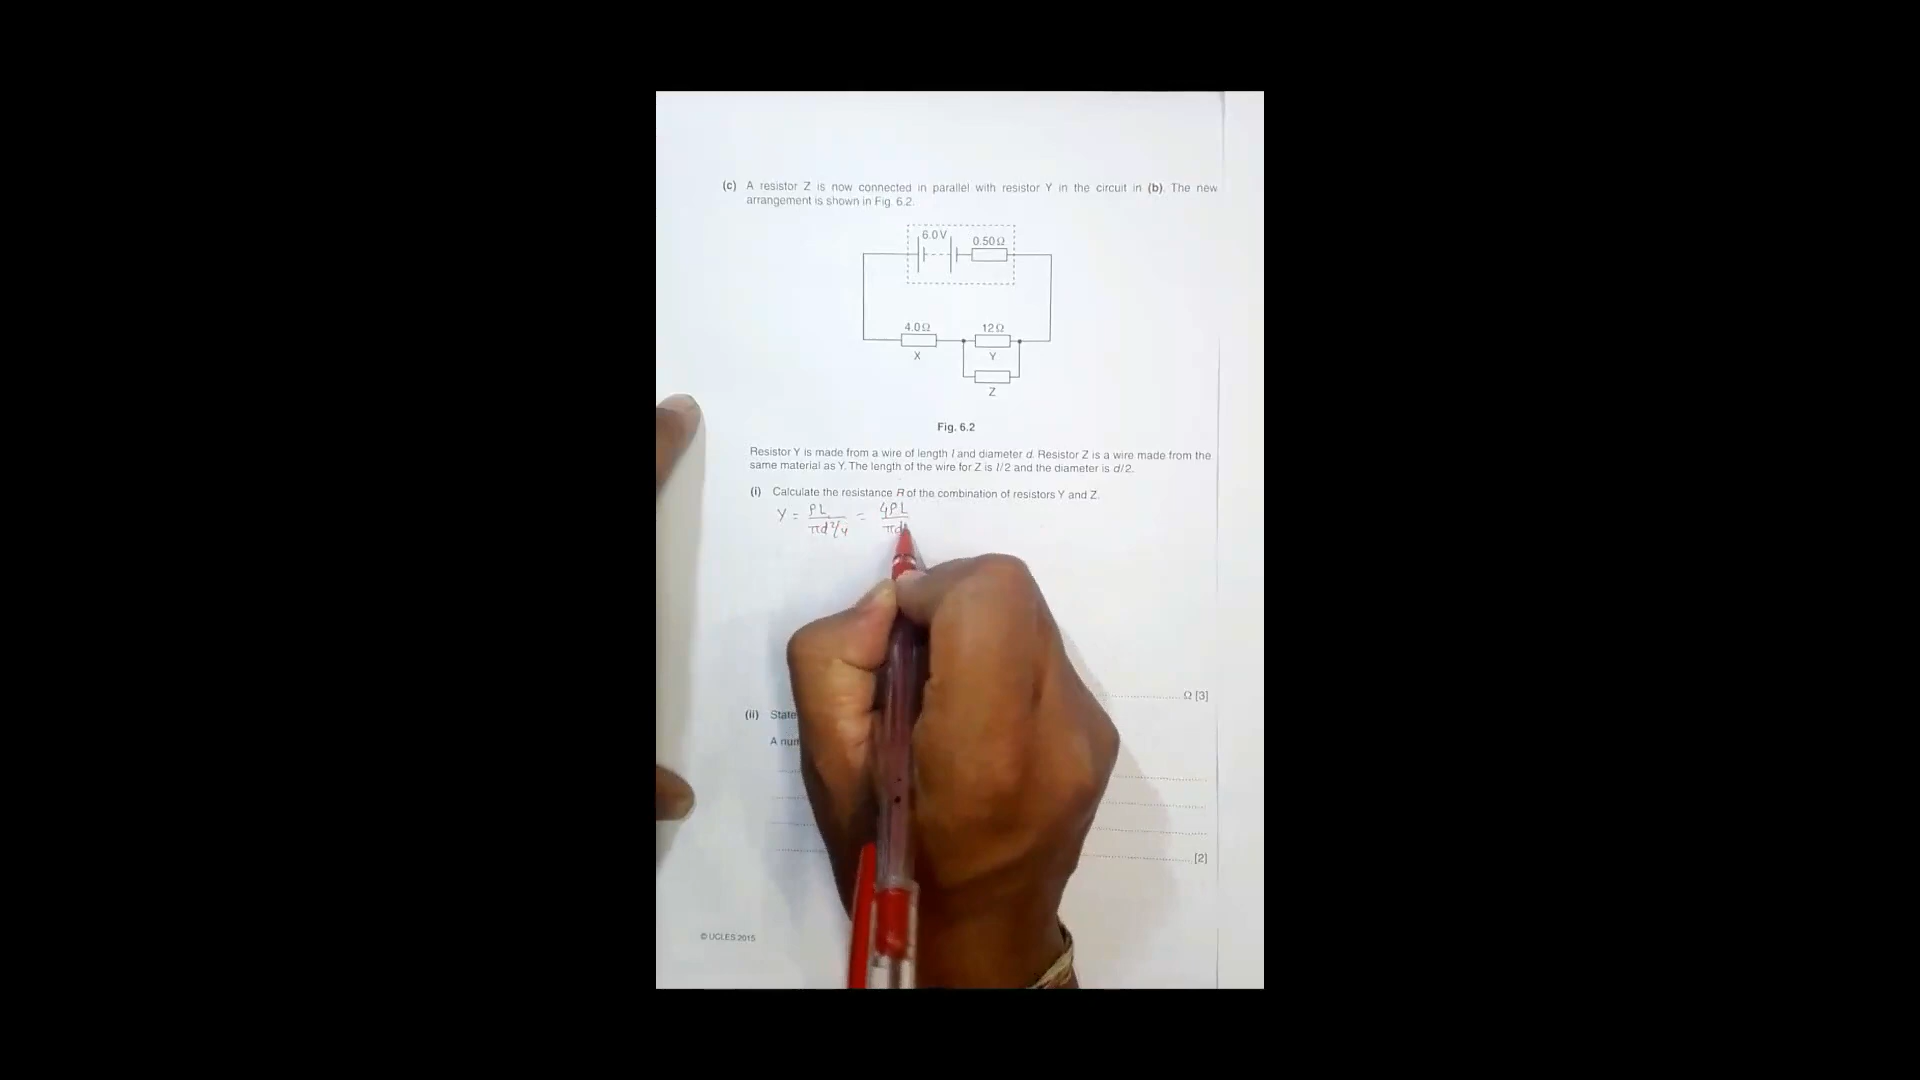 (c) A resistor Z is now connected in parallel with resistor Y in the circuit in (b). The new
arrangement is shown in Fig. 6.2.
6.0V
0.50Ω
4.0Ω
12Ω
X
Y
Z
Fig. 6.2
Resistor Y is made from a wire of length l and diameter d. Resistor Z is a wire made from the
same material as Y. The length of the wire for Z is l/2 and the diameter is d/2.
(i) Calculate the resistance R of the combination of resistors Y and Z.
Y = ρL / πd²/4 = 4ρL / πd
Ω [3]
(ii) State
A num
[2]
© UCLES 2015